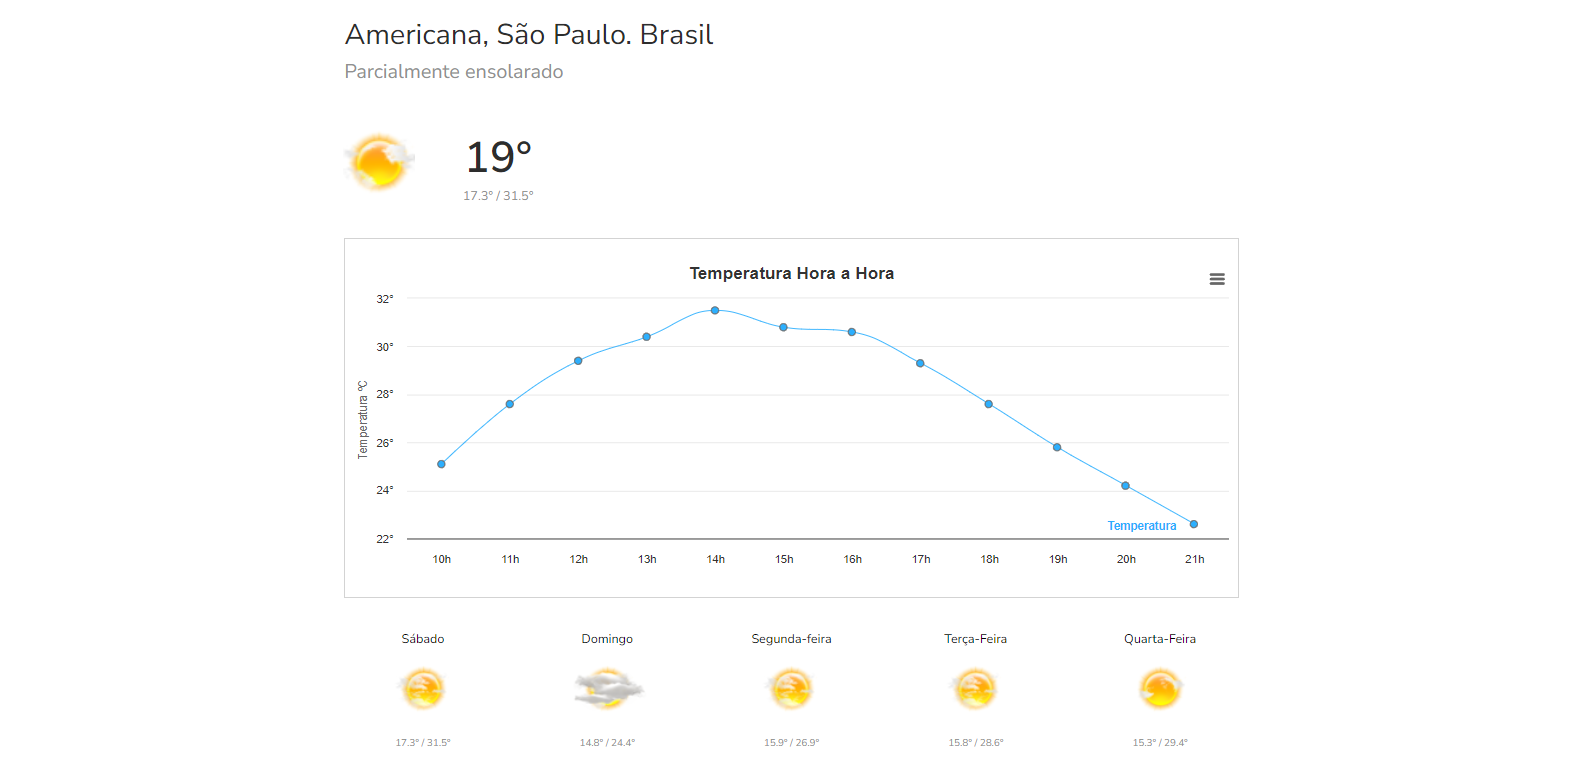 Americana, São Paulo. Brasil
Parcialmente ensolarado
19°
17.3° / 31.5°
Temperatura Hora a Hora
Temperatura ºC
32°
30°
28°
26°
24°
22°
Temperatura
10h 11h 12h 13h 14h 15h 16h 17h 18h 19h 20h 21h
Sábado Domingo Segunda-feira Terça-Feira Quarta-Feira
17.3° / 31.5° 14.8° / 24.4° 15.9° / 26.9° 15.8° / 28.6° 15.3° / 29.4°